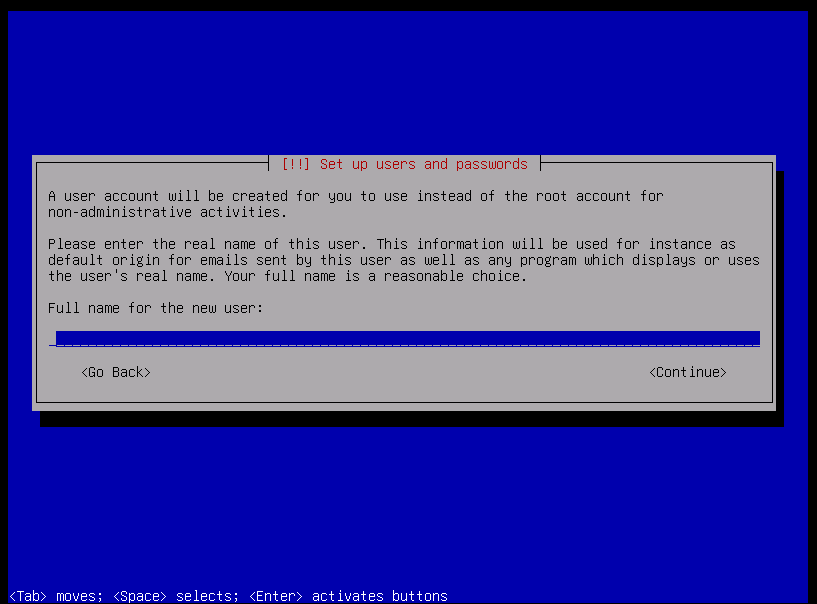 [!!] Set up users and passwords
A user account will be created for you to use instead of the root account for
non-administrative activities.
Please enter the real name of this user. This information will be used for instance as
default origin for emails sent by this user as well as any program which displays or uses
the user's real name. Your full name is a reasonable choice.
Full name for the new user:
<Go Back> <Continue>
<Tab> moves; <Space> selects; <Enter> activates buttons